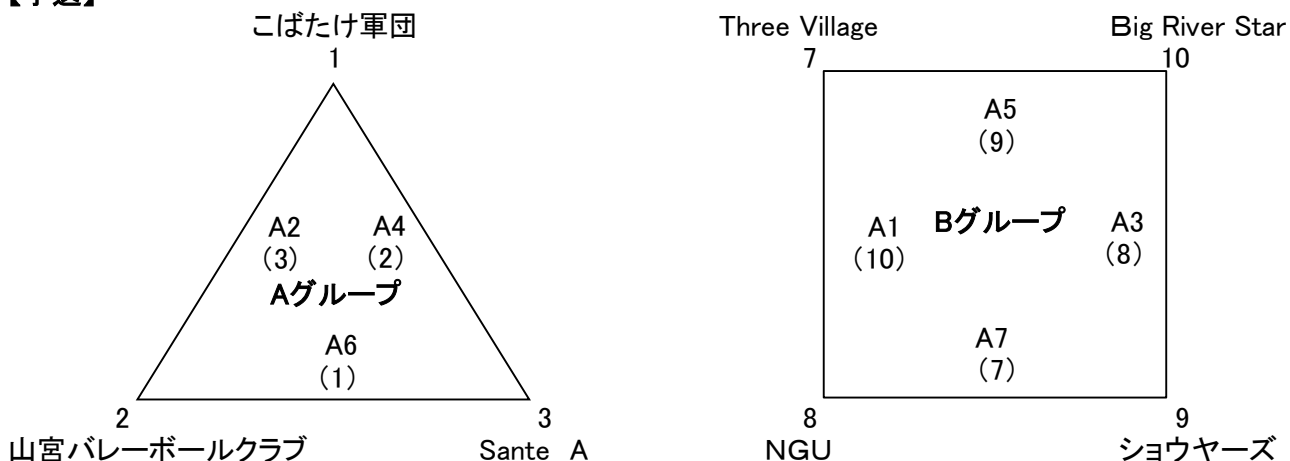 こばたけ軍団
1
A2
(3)
A4
(2)
Aグループ
A6
(1)
2
3
山宮バレーボールクラブ
Sante A
Three Village
Big River Star
7
10
A5
(9)
A1
(10)
Bグループ
A3
(8)
A7
(7)
8
9
NGU
ショウヤーズ